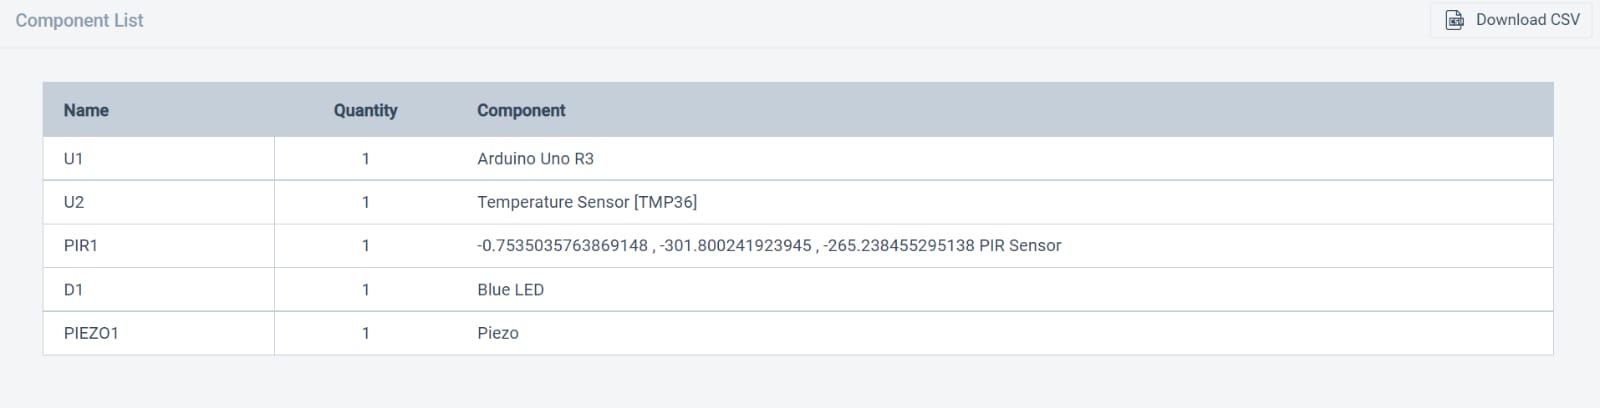 Component List
Download CSV
Name Quantity Component
U1 1 Arduino Uno R3
U2 1 Temperature Sensor [TMP36]
PIR1 1 -0.7535035763869148 , -301.800241923945 , -265.238455295138 PIR Sensor
D1 1 Blue LED
PIEZO1 1 Piezo